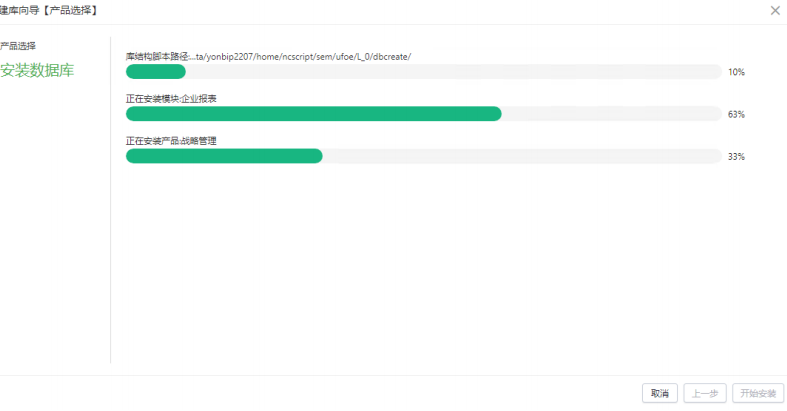 建库向导【产品选择】
产品选择
安装数据库
库结构脚本路径:...ta/yonbip2207/home/ncscript/sem/ufoe/L_0/dbcreate/
10%
正在安装模块:企业报表
63%
正在安装产品:战略管理
33%
取消
上一步
开始安装